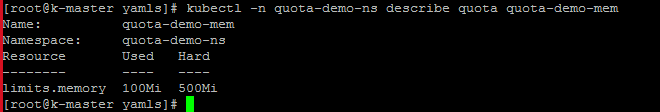 [root@k-master yamls]# kubectl -n quota-demo-ns describe quota quota-demo-mem
Name:          quota-demo-mem
Namespace:     quota-demo-ns
Resource       Used   Hard
--------       ----   ----
limits.memory  100Mi  500Mi
[root@k-master yamls]#